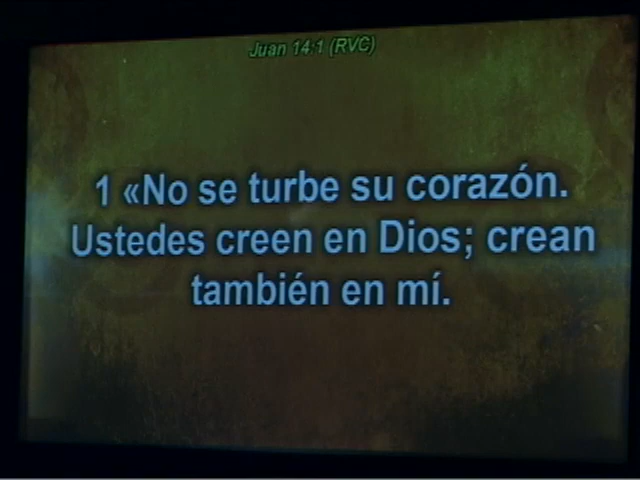 Juan 14:1 (RVC)
1 «No se turbe su corazón.
Ustedes creen en Dios; crean
también en mí.